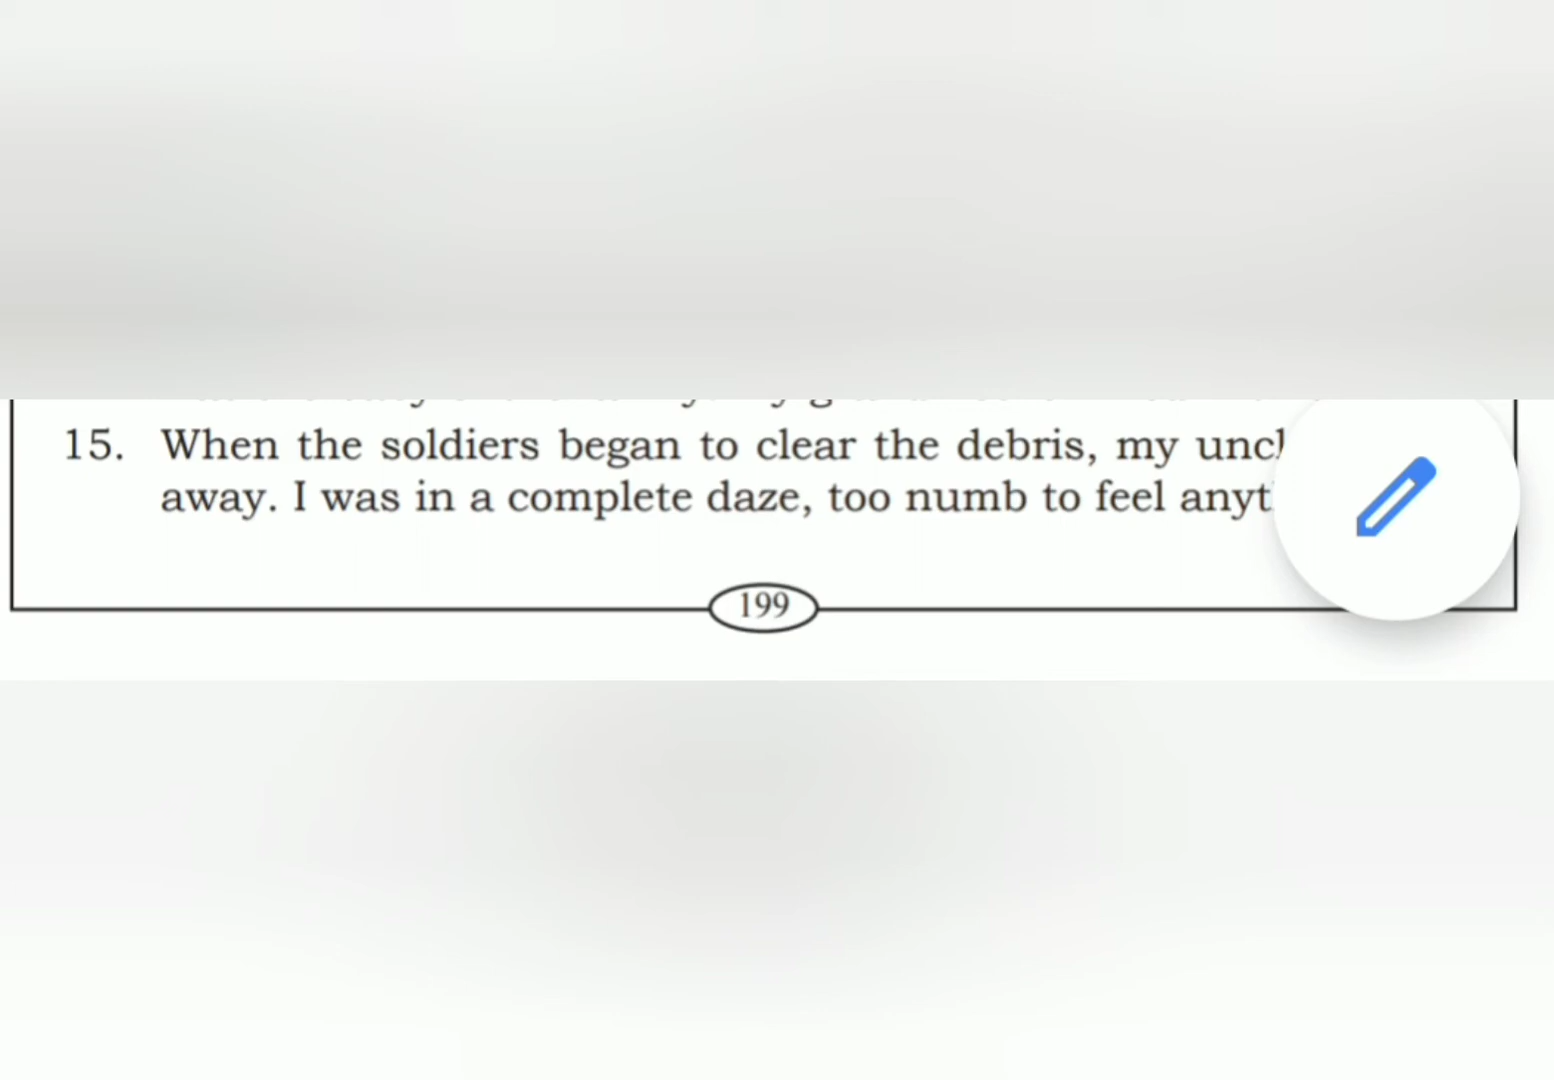 15. When the soldiers began to clear the debris, my
away. I was in a complete daze, too numb to feel
199